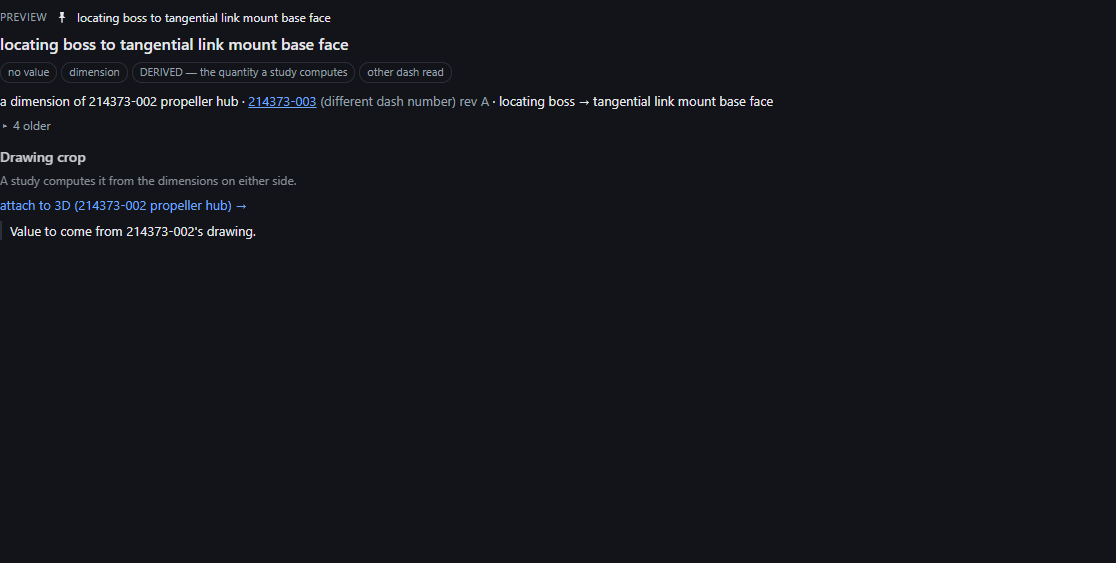 PREVIEW locating boss to tangential link mount base face
locating boss to tangential link mount base face
no value dimension DERIVED — the quantity a study computes other dash read
a dimension of 214373-002 propeller hub · 214373-003 (different dash number) rev A · locating boss → tangential link mount base face
▸ 4 older
Drawing crop
A study computes it from the dimensions on either side.
attach to 3D (214373-002 propeller hub) →
Value to come from 214373-002's drawing.